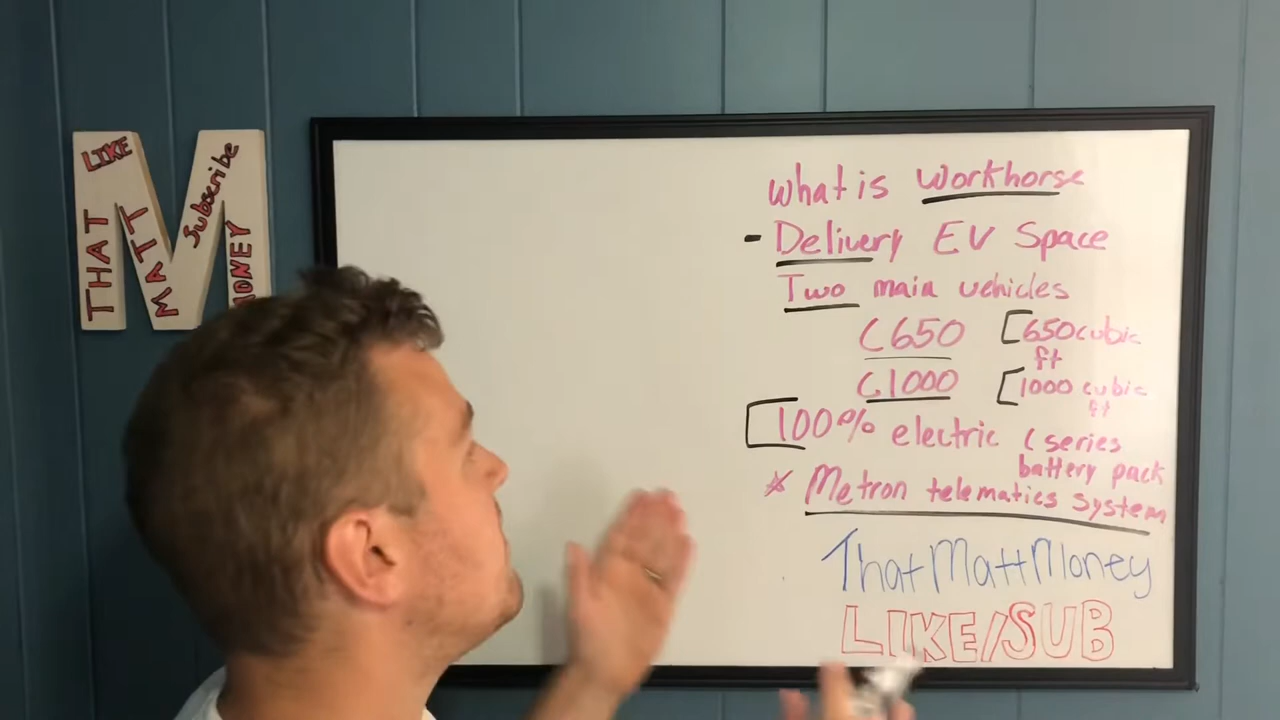 LIKE
Subscribe
THAT
MATT
MONEY
What is Workhorse
- Delivery EV Space
Two main vehicles
C650 [650 cubic
ft
C1000 [1000 cubic
ft
[100% electric C series
battery pack
* Metron telematics system
ThatMattMoney
LIKE/SUB